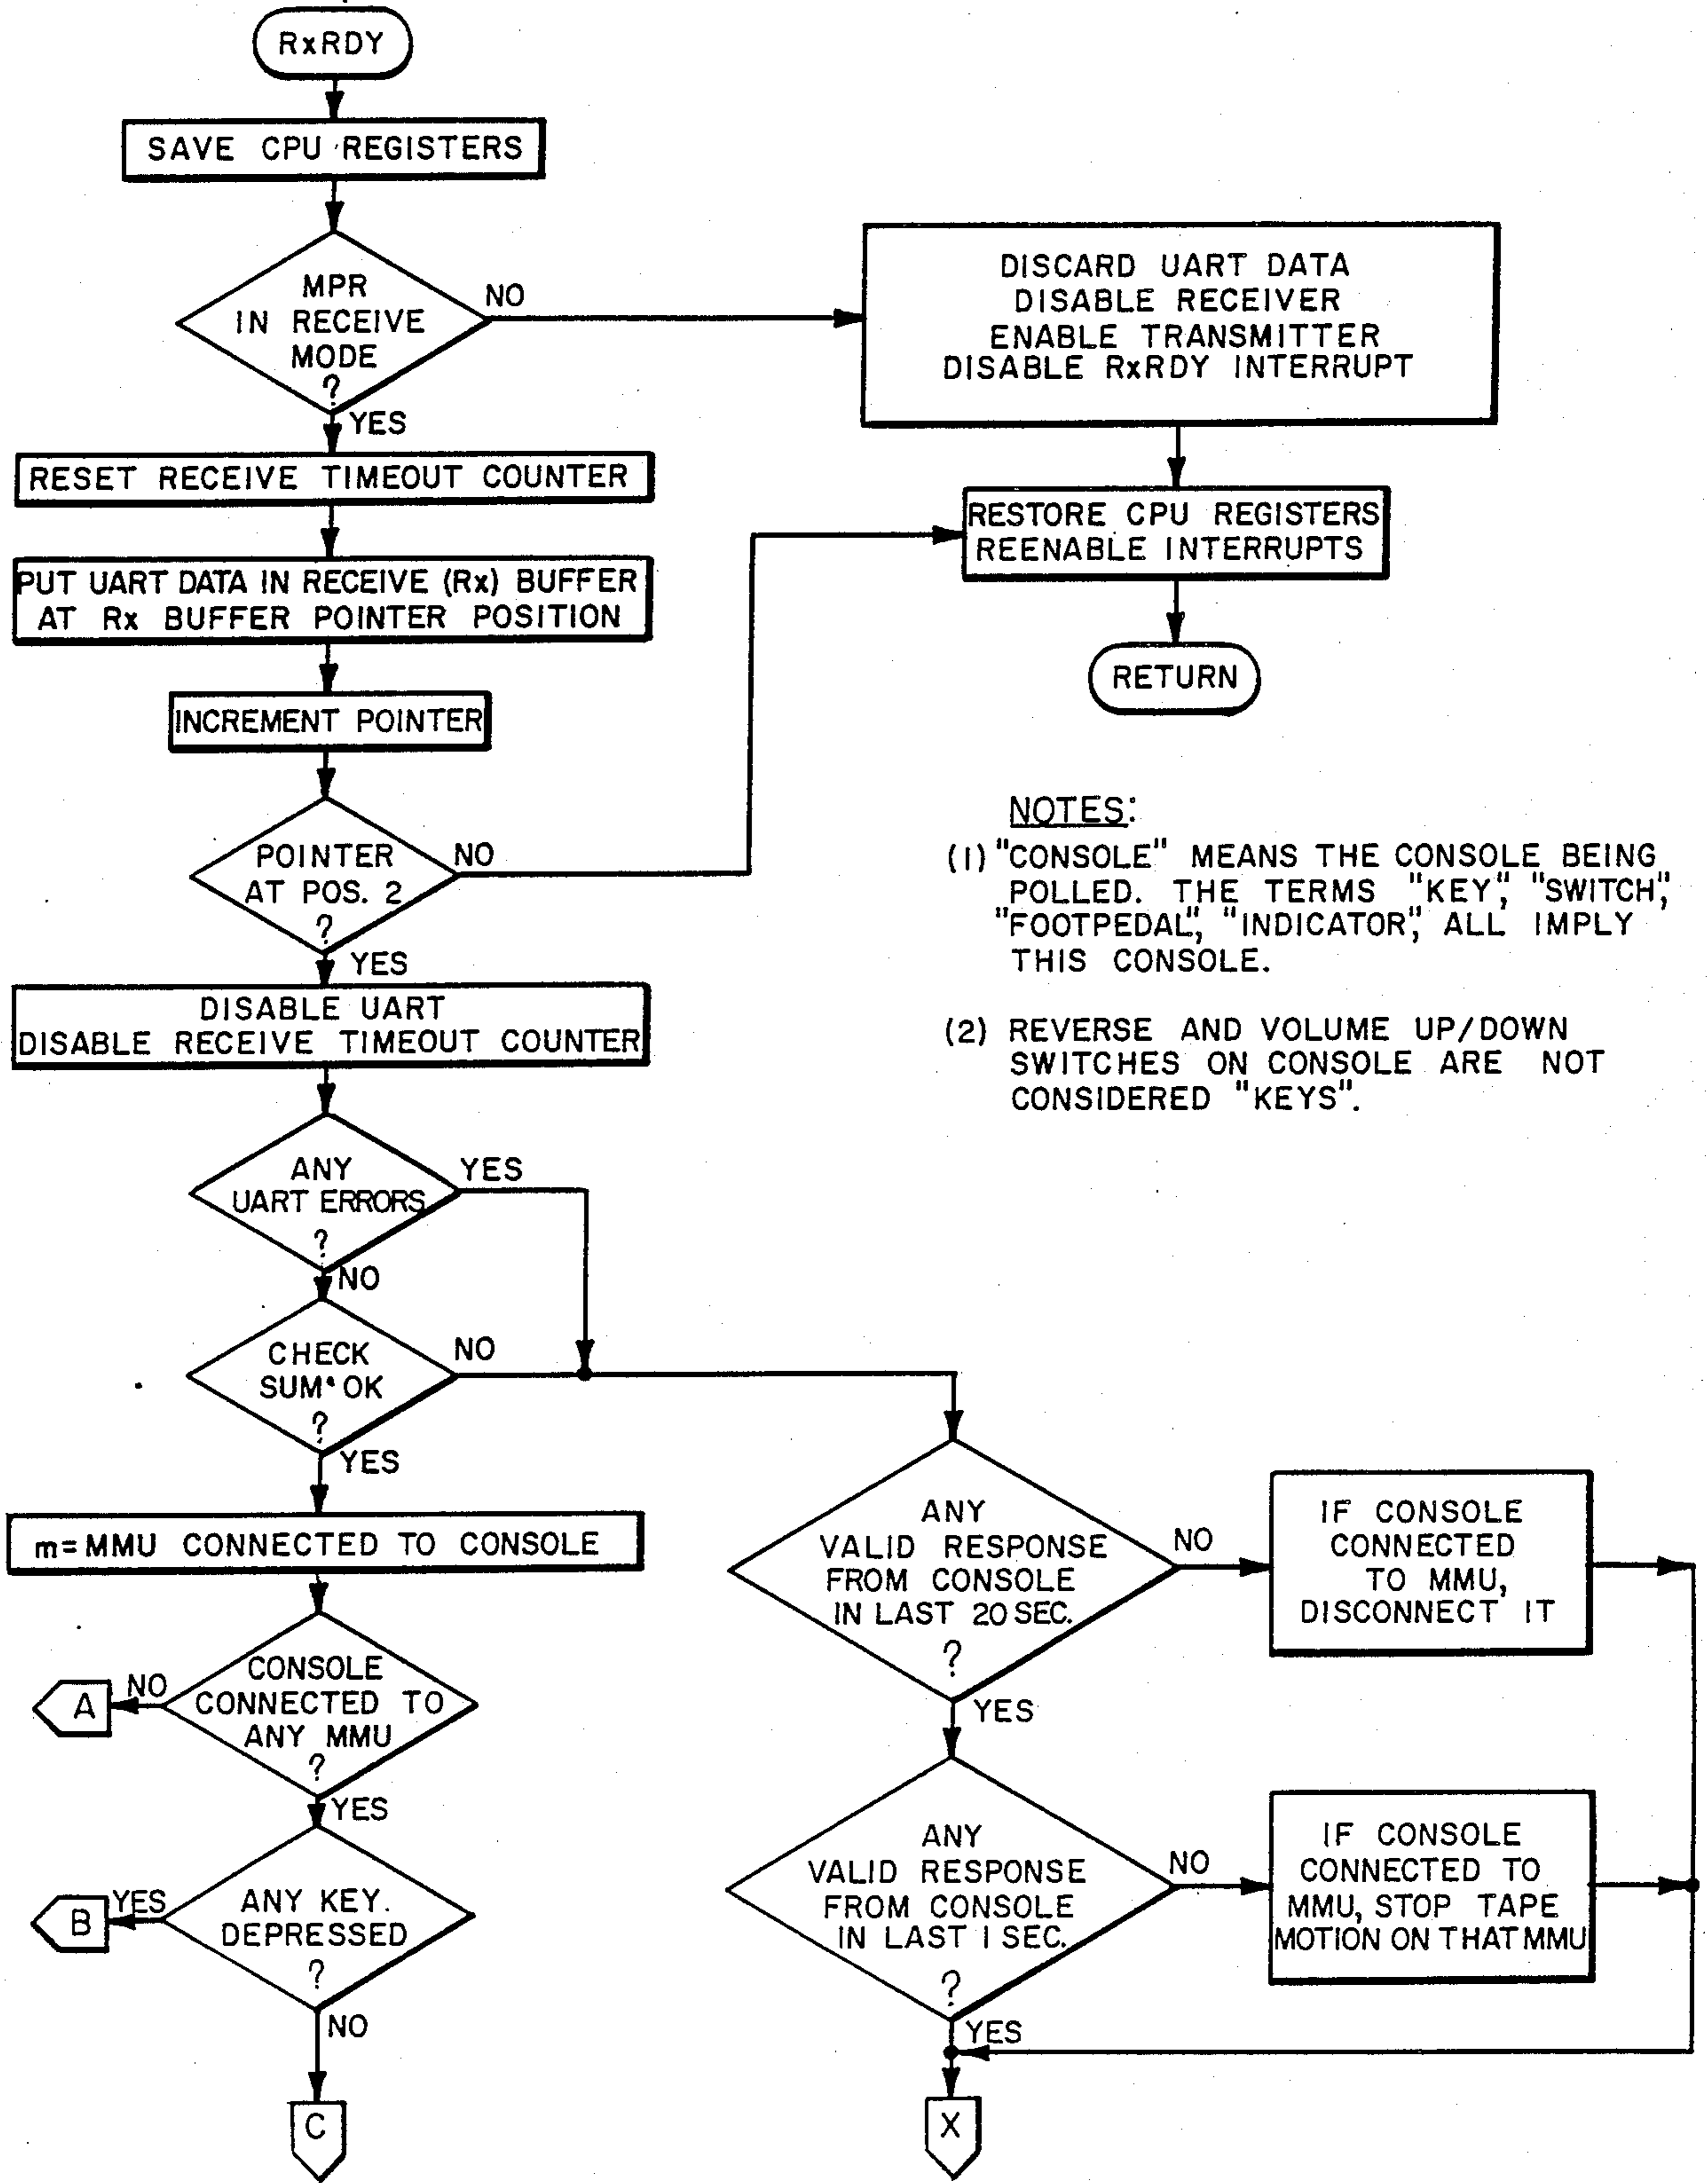 RxRDY
SAVE CPU REGISTERS
MPR
IN RECEIVE
MODE
?
NO
YES
DISCARD UART DATA
DISABLE RECEIVER
ENABLE TRANSMITTER
DISABLE RxRDY INTERRUPT
RESET RECEIVE TIMEOUT COUNTER
RESTORE CPU REGISTERS
REENABLE INTERRUPTS
RETURN
PUT UART DATA IN RECEIVE (Rx) BUFFER
AT Rx BUFFER POINTER POSITION
INCREMENT POINTER
POINTER
AT POS. 2
?
NO
YES
NOTES:
(1) "CONSOLE" MEANS THE CONSOLE BEING
POLLED. THE TERMS "KEY", "SWITCH",
"FOOTPEDAL", "INDICATOR", ALL IMPLY
THIS CONSOLE.
(2) REVERSE AND VOLUME UP/DOWN
SWITCHES ON CONSOLE ARE NOT
CONSIDERED "KEYS".
DISABLE UART
DISABLE RECEIVE TIMEOUT COUNTER
ANY
UART ERRORS
?
YES
NO
CHECK
SUM OK
?
NO
YES
m=MMU CONNECTED TO CONSOLE
CONSOLE
CONNECTED TO
ANY MMU
?
NO
A
YES
ANY KEY.
DEPRESSED
?
YES
B
NO
C
ANY
VALID RESPONSE
FROM CONSOLE
IN LAST 20 SEC.
?
NO
YES
IF CONSOLE
CONNECTED
TO MMU,
DISCONNECT IT
ANY
VALID RESPONSE
FROM CONSOLE
IN LAST 1 SEC.
?
NO
YES
IF CONSOLE
CONNECTED TO
MMU, STOP TAPE
MOTION ON THAT MMU
X